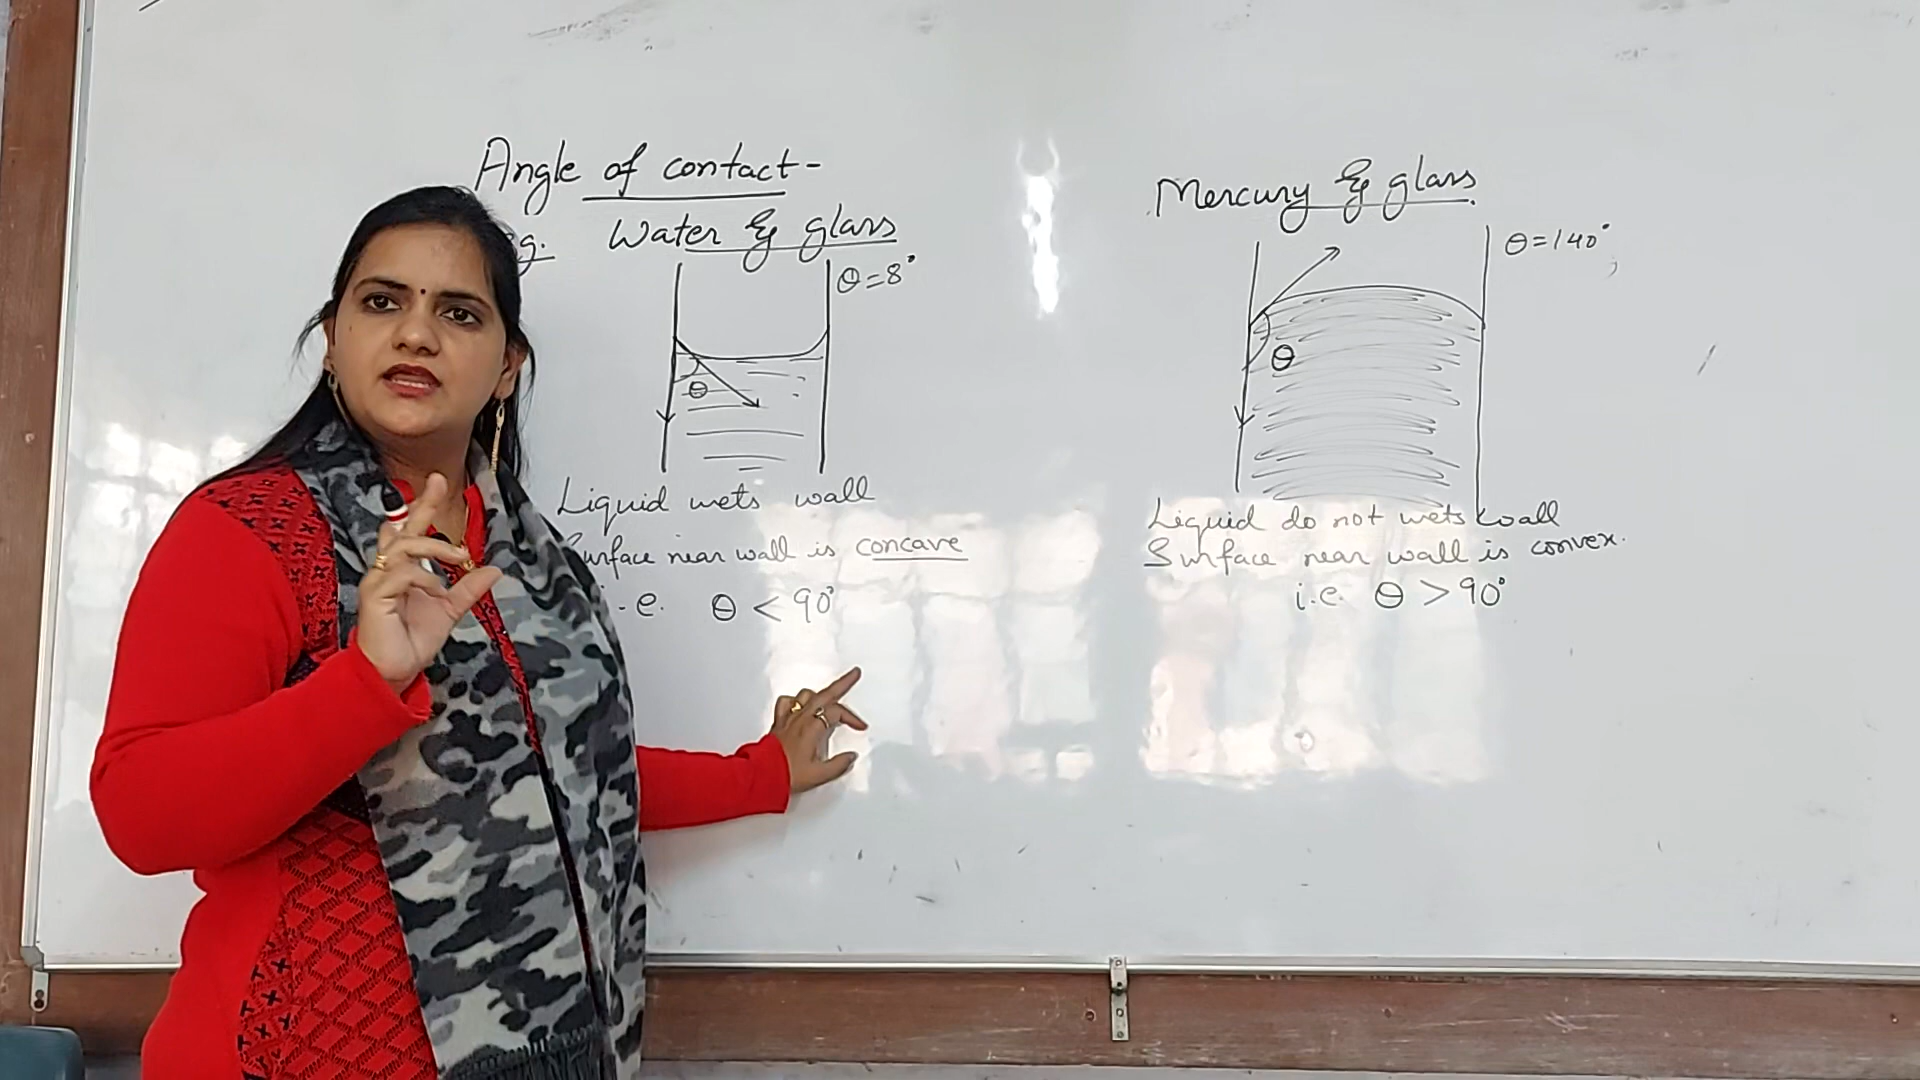 Angle of contact-
eg. Water & glass
θ=8°
θ
Liquid wets wall
Surface near wall is concave
i.e. θ < 90°
Mercury & glass
θ=140°
θ
Liquid do not wets wall
Surface near wall is convex.
i.e. θ > 90°